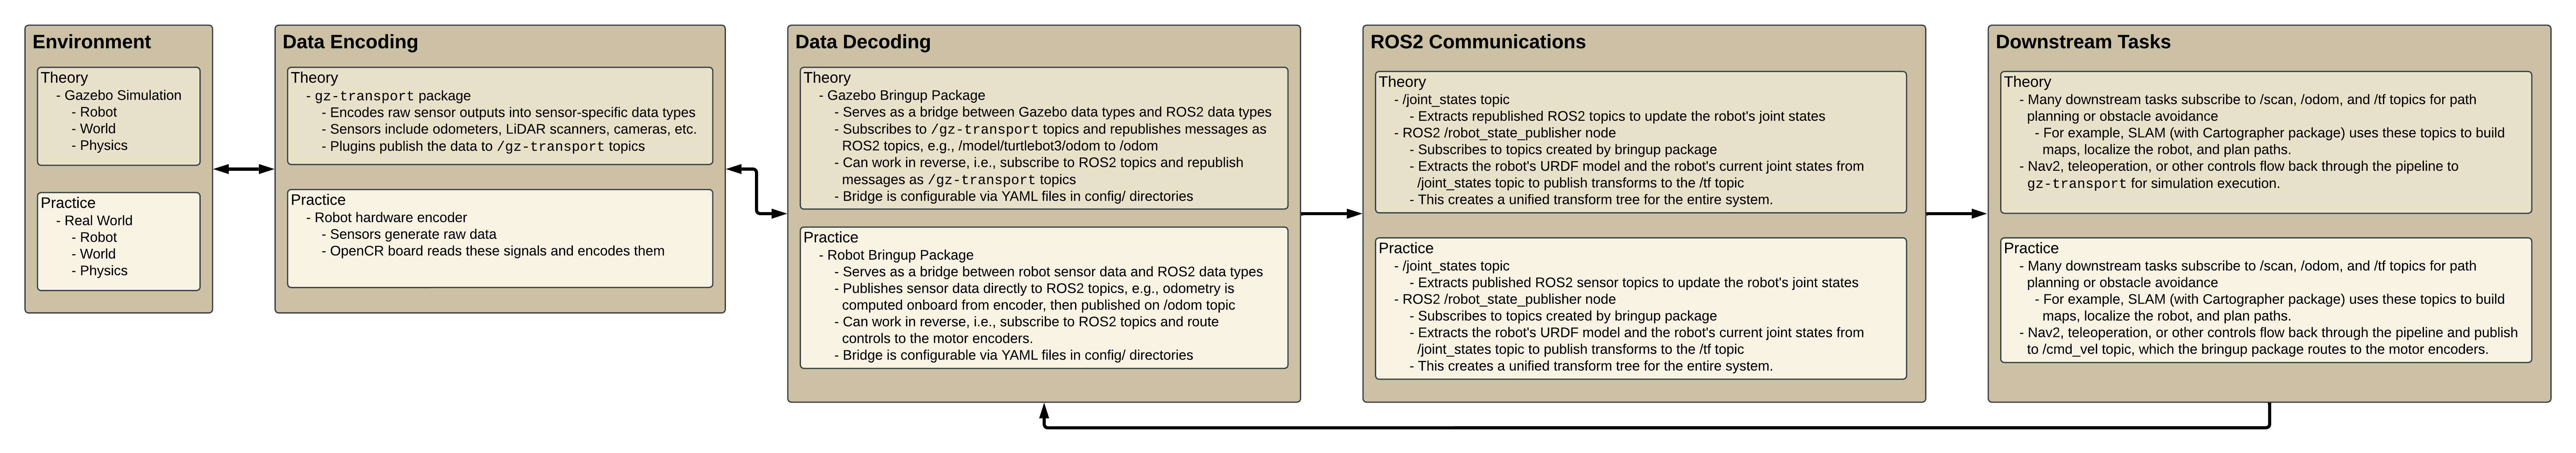 Environment
Theory
- Gazebo Simulation
- Robot
- World
- Physics
Practice
- Real World
- Robot
- World
- Physics
Data Encoding
Theory
- gz-transport package
- Encodes raw sensor outputs into sensor-specific data types
- Sensors include odometers, LiDAR scanners, cameras, etc.
- Plugins publish the data to /gz-transport topics
Practice
- Robot hardware encoder
- Sensors generate raw data
- OpenCR board reads these signals and encodes them
Data Decoding
Theory
- Gazebo Bringup Package
- Serves as a bridge between Gazebo data types and ROS2 data types
- Subscribes to /gz-transport topics and republishes messages as
ROS2 topics, e.g., /model/turtlebot3/odom to /odom
- Can work in reverse, i.e., subscribe to ROS2 topics and republish
messages as /gz-transport topics
- Bridge is configurable via YAML files in config/ directories
Practice
- Robot Bringup Package
- Serves as a bridge between robot sensor data and ROS2 data types
- Publishes sensor data directly to ROS2 topics, e.g., odometry is
computed onboard from encoder, then published on /odom topic
- Can work in reverse, i.e., subscribe to ROS2 topics and route
controls to the motor encoders.
- Bridge is configurable via YAML files in config/ directories
ROS2 Communications
Theory
- /joint_states topic
- Extracts republished ROS2 topics to update the robot's joint states
- ROS2 /robot_state_publisher node
- Subscribes to topics created by bringup package
- Extracts the robot's URDF model and the robot's current joint states from
/joint_states topic to publish transforms to the /tf topic
- This creates a unified transform tree for the entire system.
Practice
- /joint_states topic
- Extracts published ROS2 sensor topics to update the robot's joint states
- ROS2 /robot_state_publisher node
- Subscribes to topics created by bringup package
- Extracts the robot's URDF model and the robot's current joint states from
/joint_states topic to publish transforms to the /tf topic
- This creates a unified transform tree for the entire system.
Downstream Tasks
Theory
- Many downstream tasks subscribe to /scan, /odom, and /tf topics for path
planning or obstacle avoidance
- For example, SLAM (with Cartographer package) uses these topics to build
maps, localize the robot, and plan paths.
- Nav2, teleoperation, or other controls flow back through the pipeline to
gz-transport for simulation execution.
Practice
- Many downstream tasks subscribe to /scan, /odom, and /tf topics for path
planning or obstacle avoidance
- For example, SLAM (with Cartographer package) uses these topics to build
maps, localize the robot, and plan paths.
- Nav2, teleoperation, or other controls flow back through the pipeline and publish
to /cmd_vel topic, which the bringup package routes to the motor encoders.